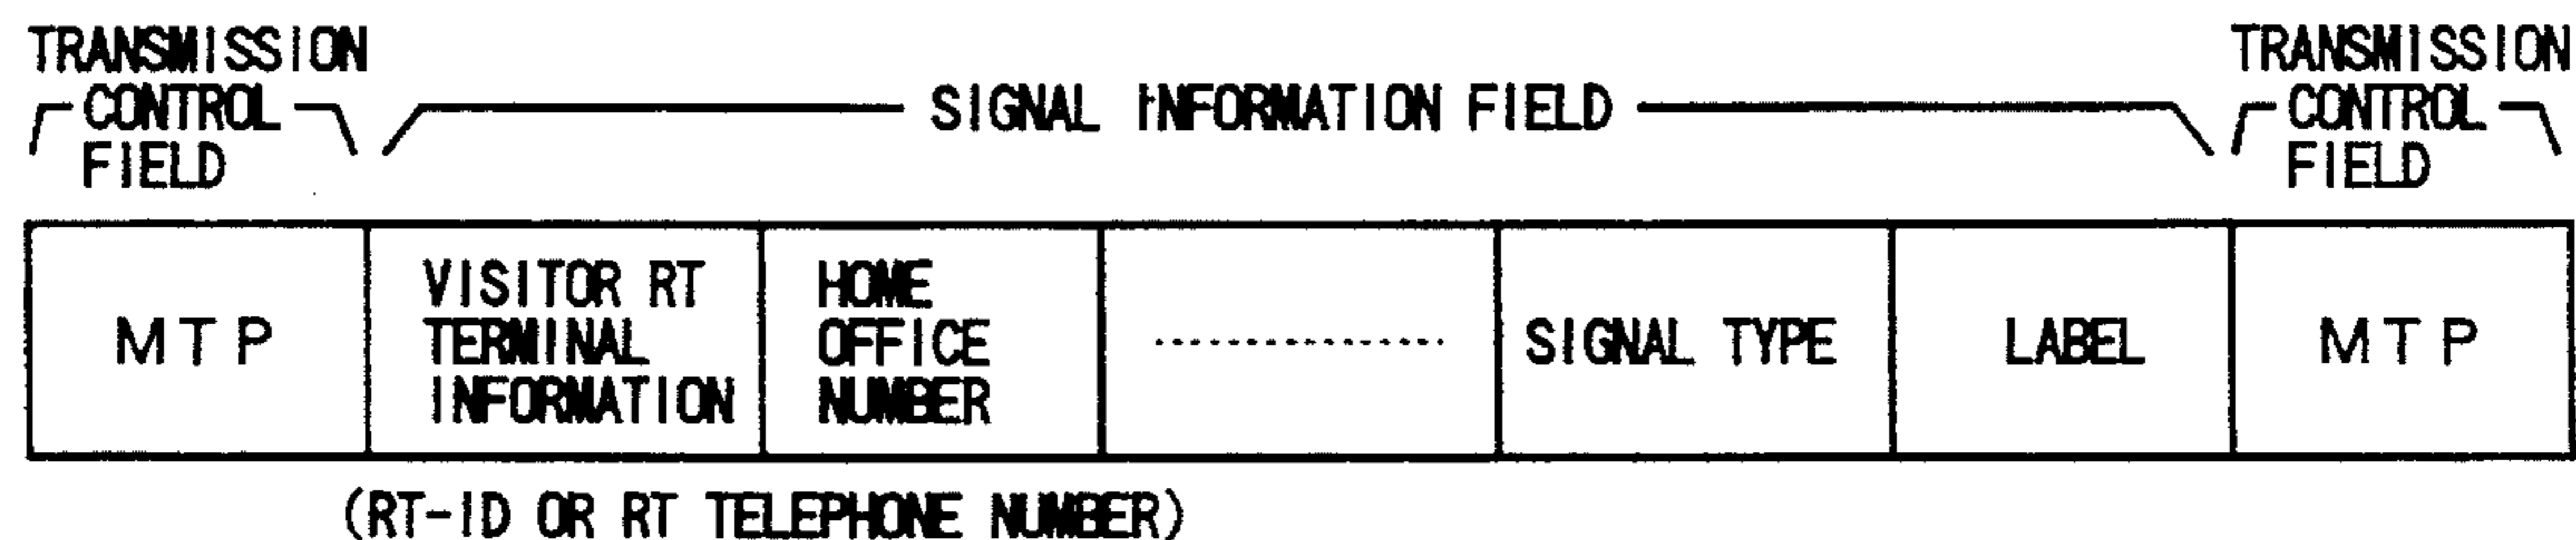 TRANSMISSION
CONTROL
FIELD
SIGNAL INFORMATION FIELD
TRANSMISSION
CONTROL
FIELD
MTP
VISITOR RT
TERMINAL
INFORMATION
HOME
OFFICE
NUMBER
..............
SIGNAL TYPE
LABEL
MTP
(RT-ID OR RT TELEPHONE NUMBER)